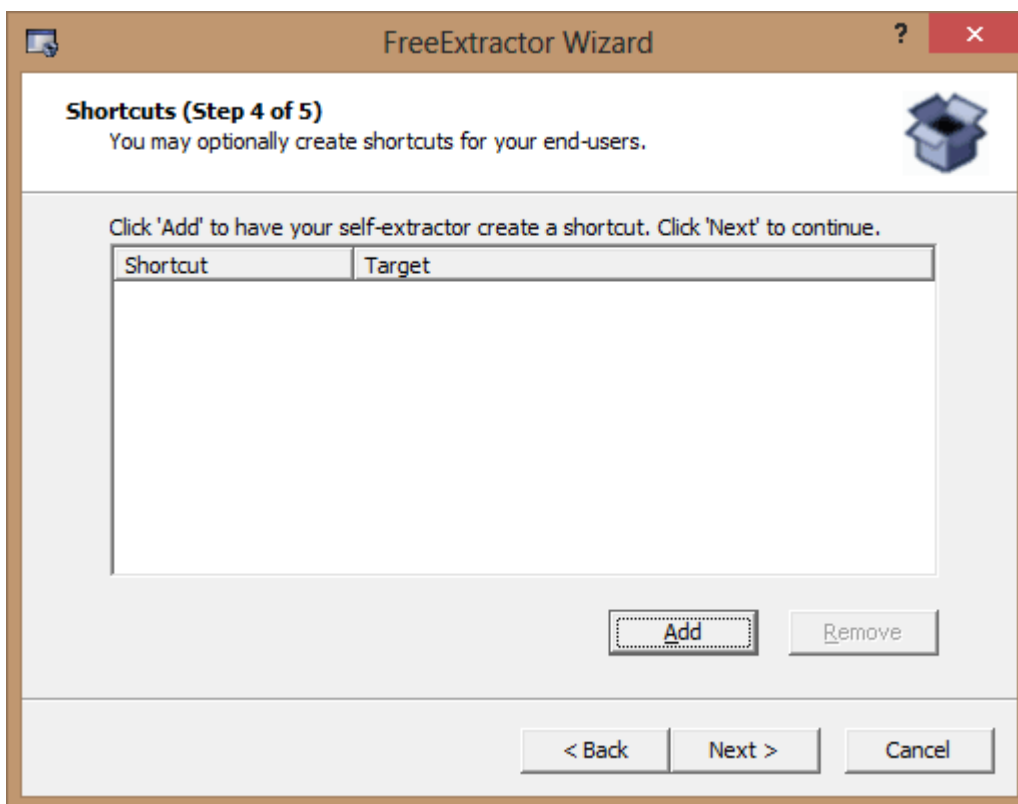 FreeExtractor Wizard
?
Shortcuts (Step 4 of 5)
You may optionally create shortcuts for your end-users.
Click 'Add' to have your self-extractor create a shortcut. Click 'Next' to continue.
Shortcut Target
Add Remove
< Back Next > Cancel